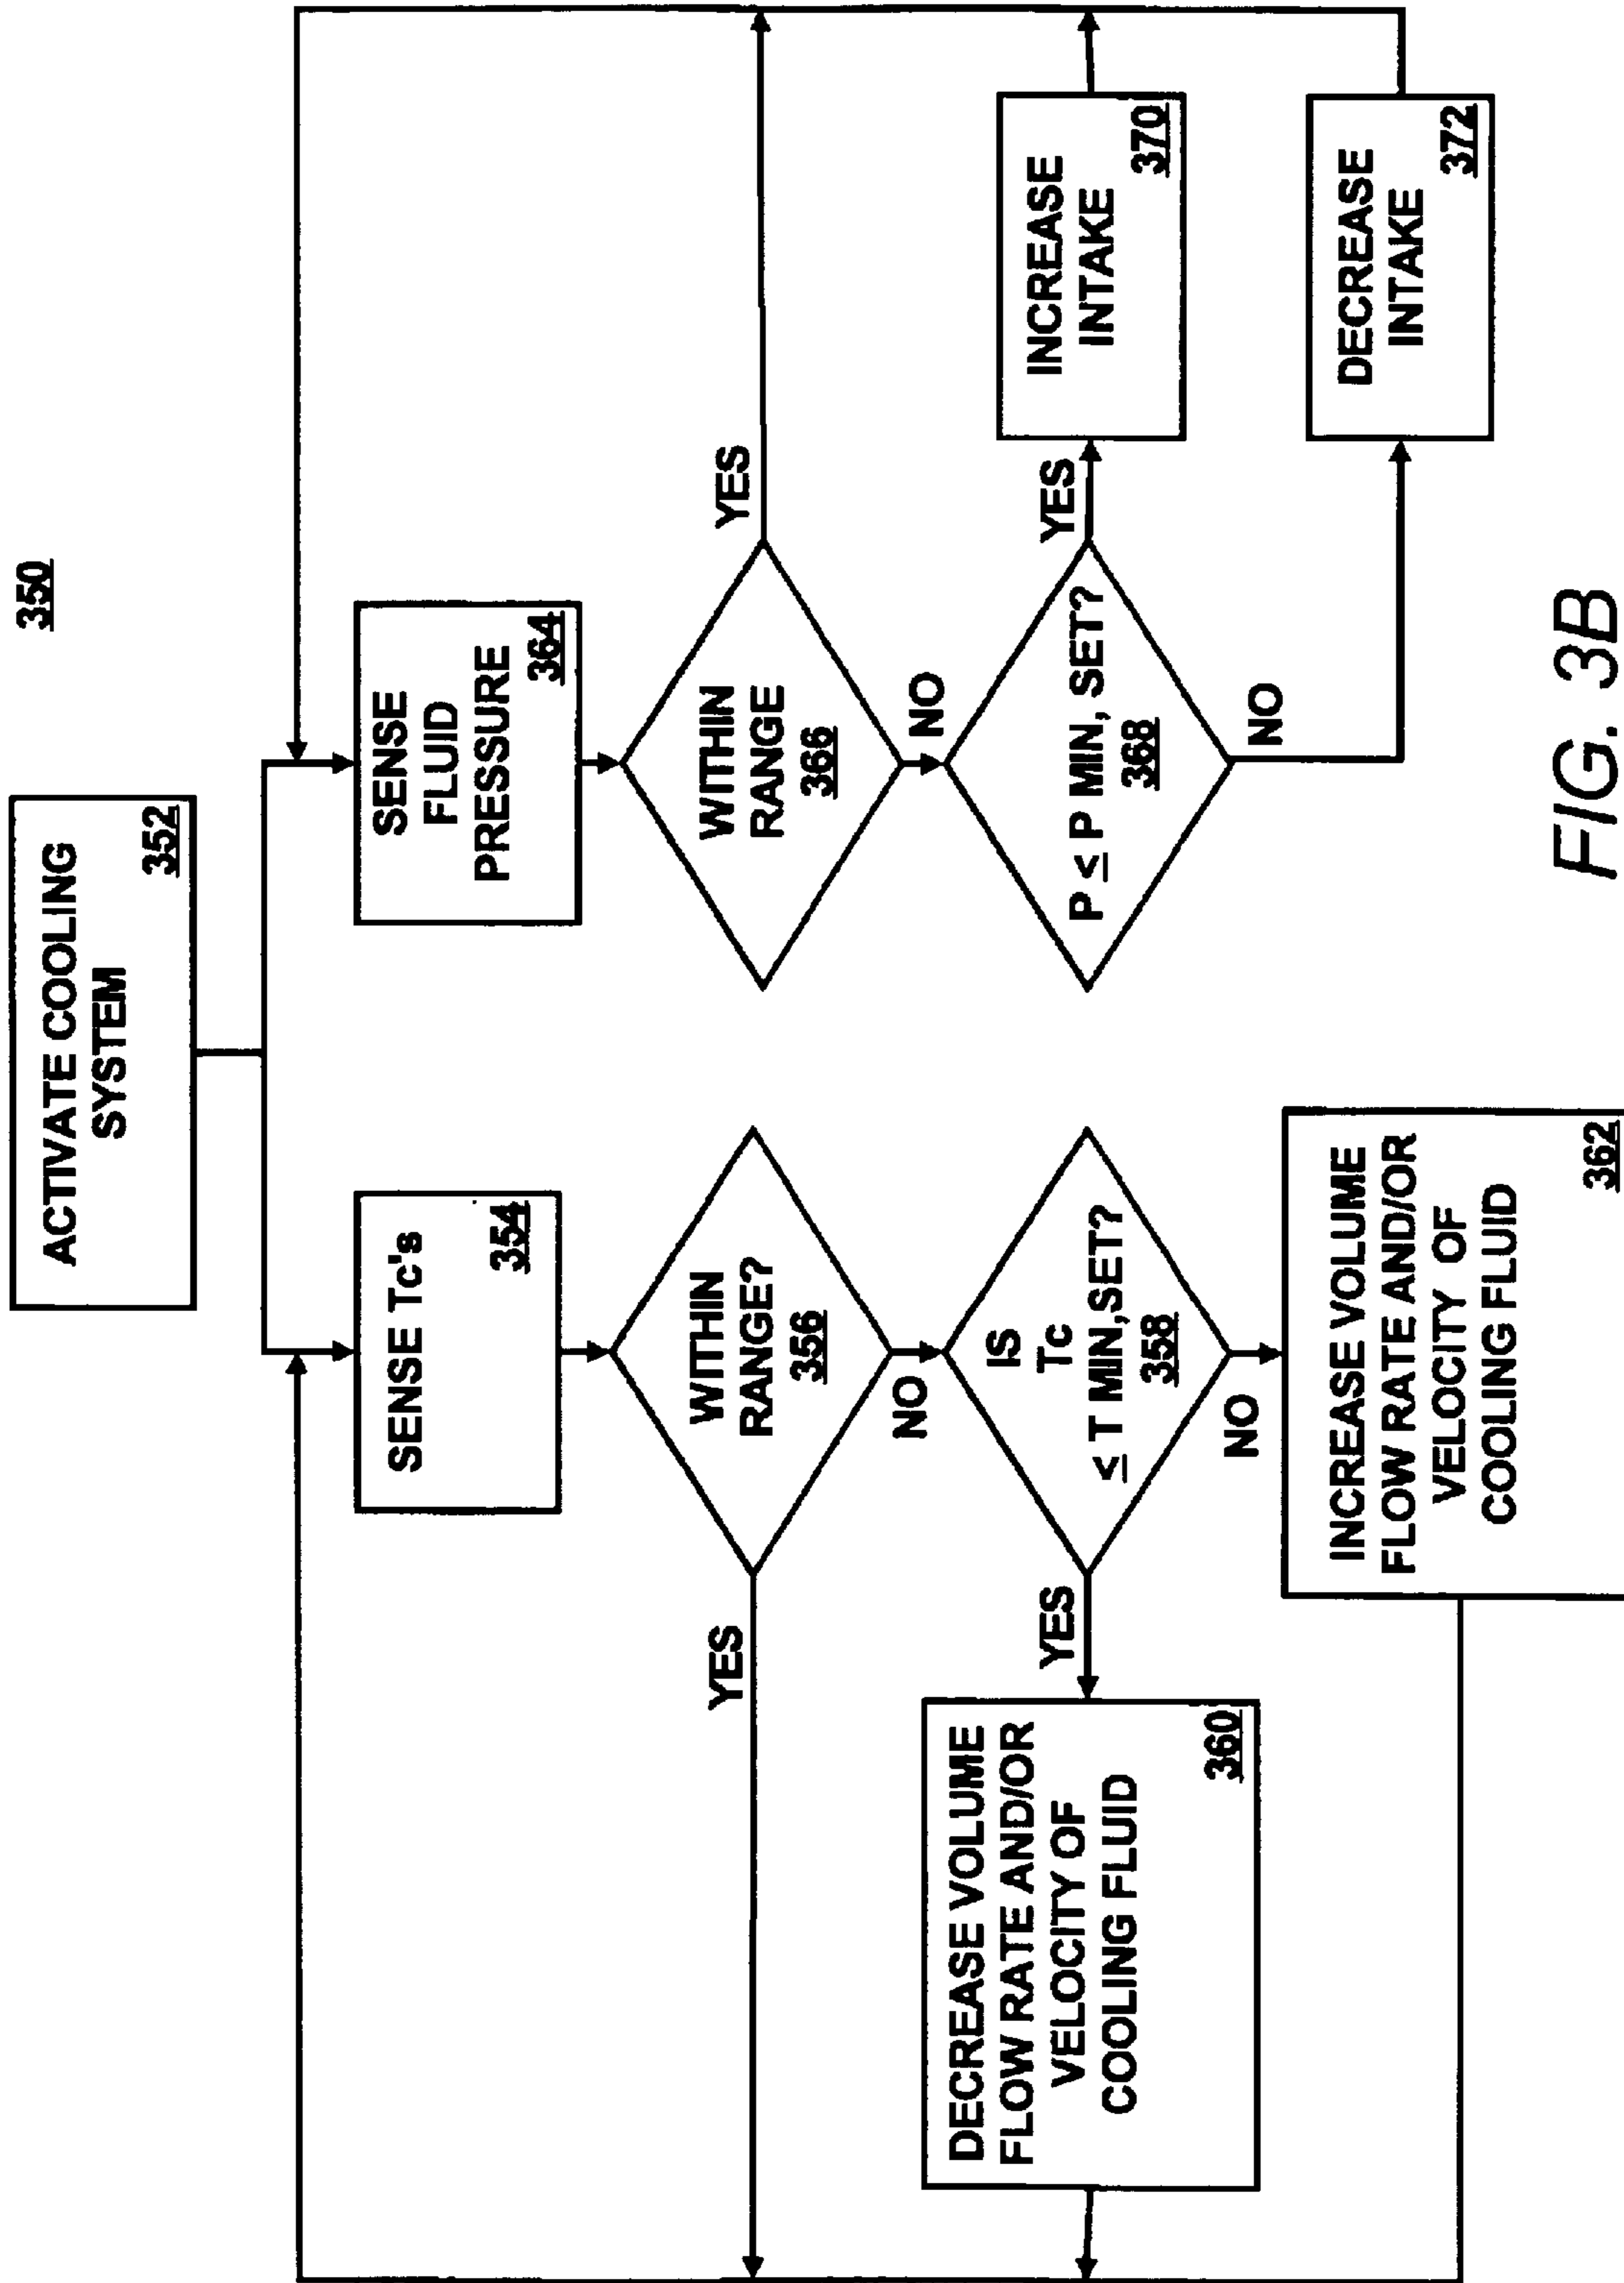 350
ACTIVATE COOLING
SYSTEM
352
SENSE Tc's
354
WITHIN
RANGE?
356
YES
NO
IS
Tc
≤ T MIN,SET?
358
YES
NO
DECREASE VOLUME
FLOW RATE AND/OR
VELOCITY OF
COOLING FLUID
360
INCREASE VOLUME
FLOW RATE AND/OR
VELOCITY OF
COOLING FLUID
362
SENSE
FLUID
PRESSURE
364
WITHIN
RANGE
366
YES
NO
P ≤ P MIN, SET?
368
YES
NO
INCREASE
INTAKE
370
DECREASE
INTAKE
372
FIG. 3B